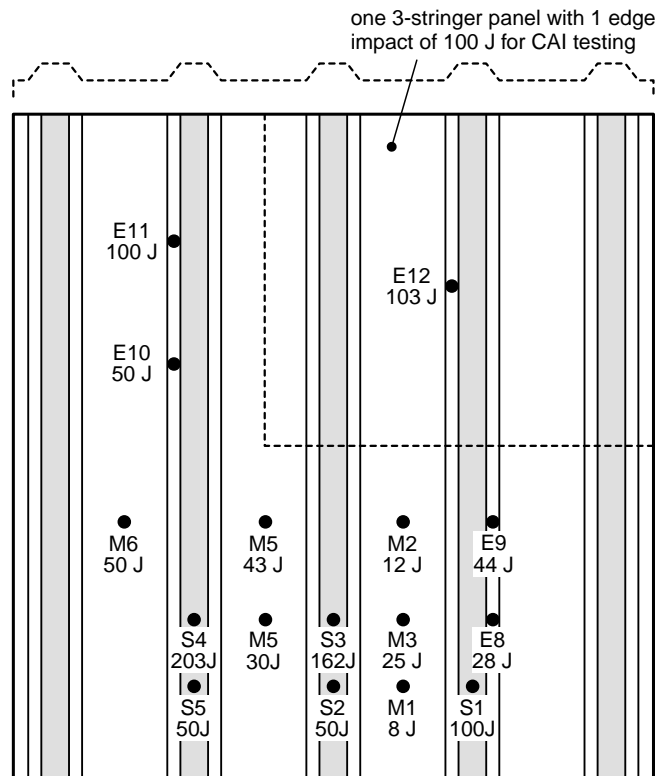 one 3-stringer panel with 1 edge
impact of 100 J for CAI testing
E11
100 J
E12
103 J
E10
50 J
M6
50 J
M5
43 J
M2
12 J
E9
44 J
S4
203J
M5
30J
S3
162J
M3
25 J
E8
28 J
S5
50J
S2
50J
M1
8 J
S1
100J